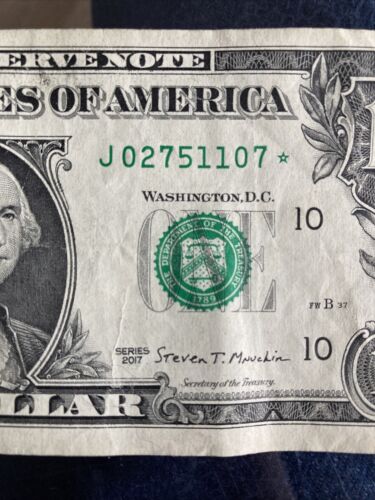 ERVE NOTE
ES OF AMERICA
J 02751107 *
WASHINGTON, D.C.
ONE
10
THE DEPARTMENT OF THE TREASURY
1789
FW B 37
SERIES
2017
Steven T. Mnuchin
10
Secretary of the Treasury.
LLAR